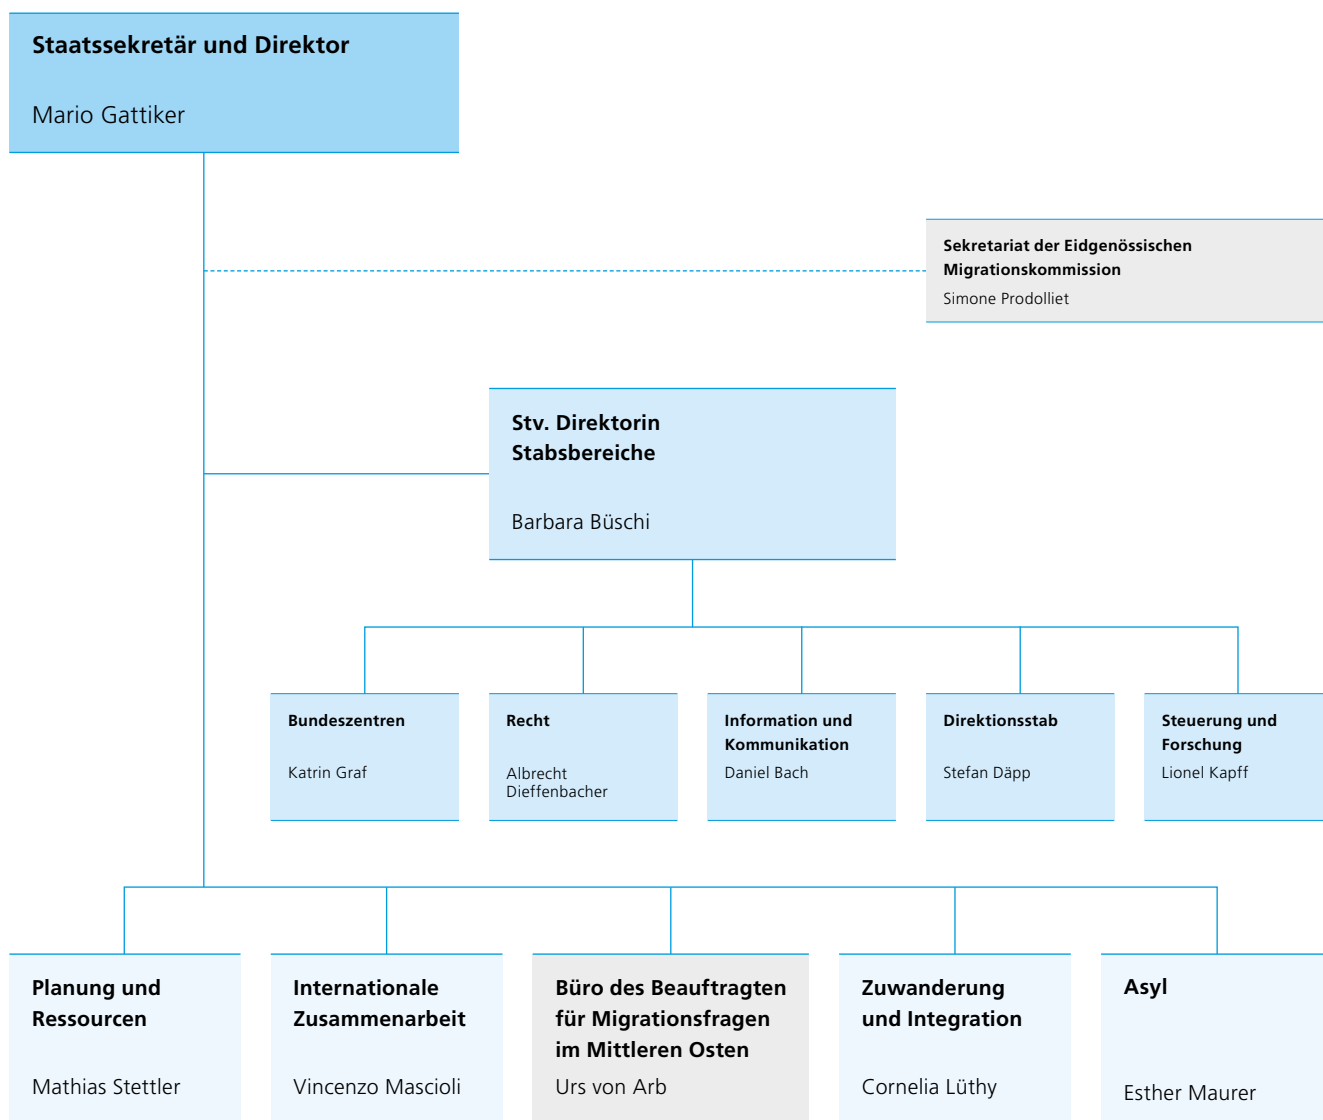 Staatssekretär und Direktor
Mario Gattiker
Sekretariat der Eidgenössischen
Migrationskommission
Simone Prodolliet
Stv. Direktorin
Stabsbereiche
Barbara Büschi
Bundeszentren
Katrin Graf
Recht
Albrecht
Dieffenbacher
Information und
Kommunikation
Daniel Bach
Direktionsstab
Stefan Däpp
Steuerung und
Forschung
Lionel Kapff
Planung und
Ressourcen
Mathias Stettler
Internationale
Zusammenarbeit
Vincenzo Mascioli
Büro des Beauftragten
für Migrationsfragen
im Mittleren Osten
Urs von Arb
Zuwanderung
und Integration
Cornelia Lüthy
Asyl
Esther Maurer